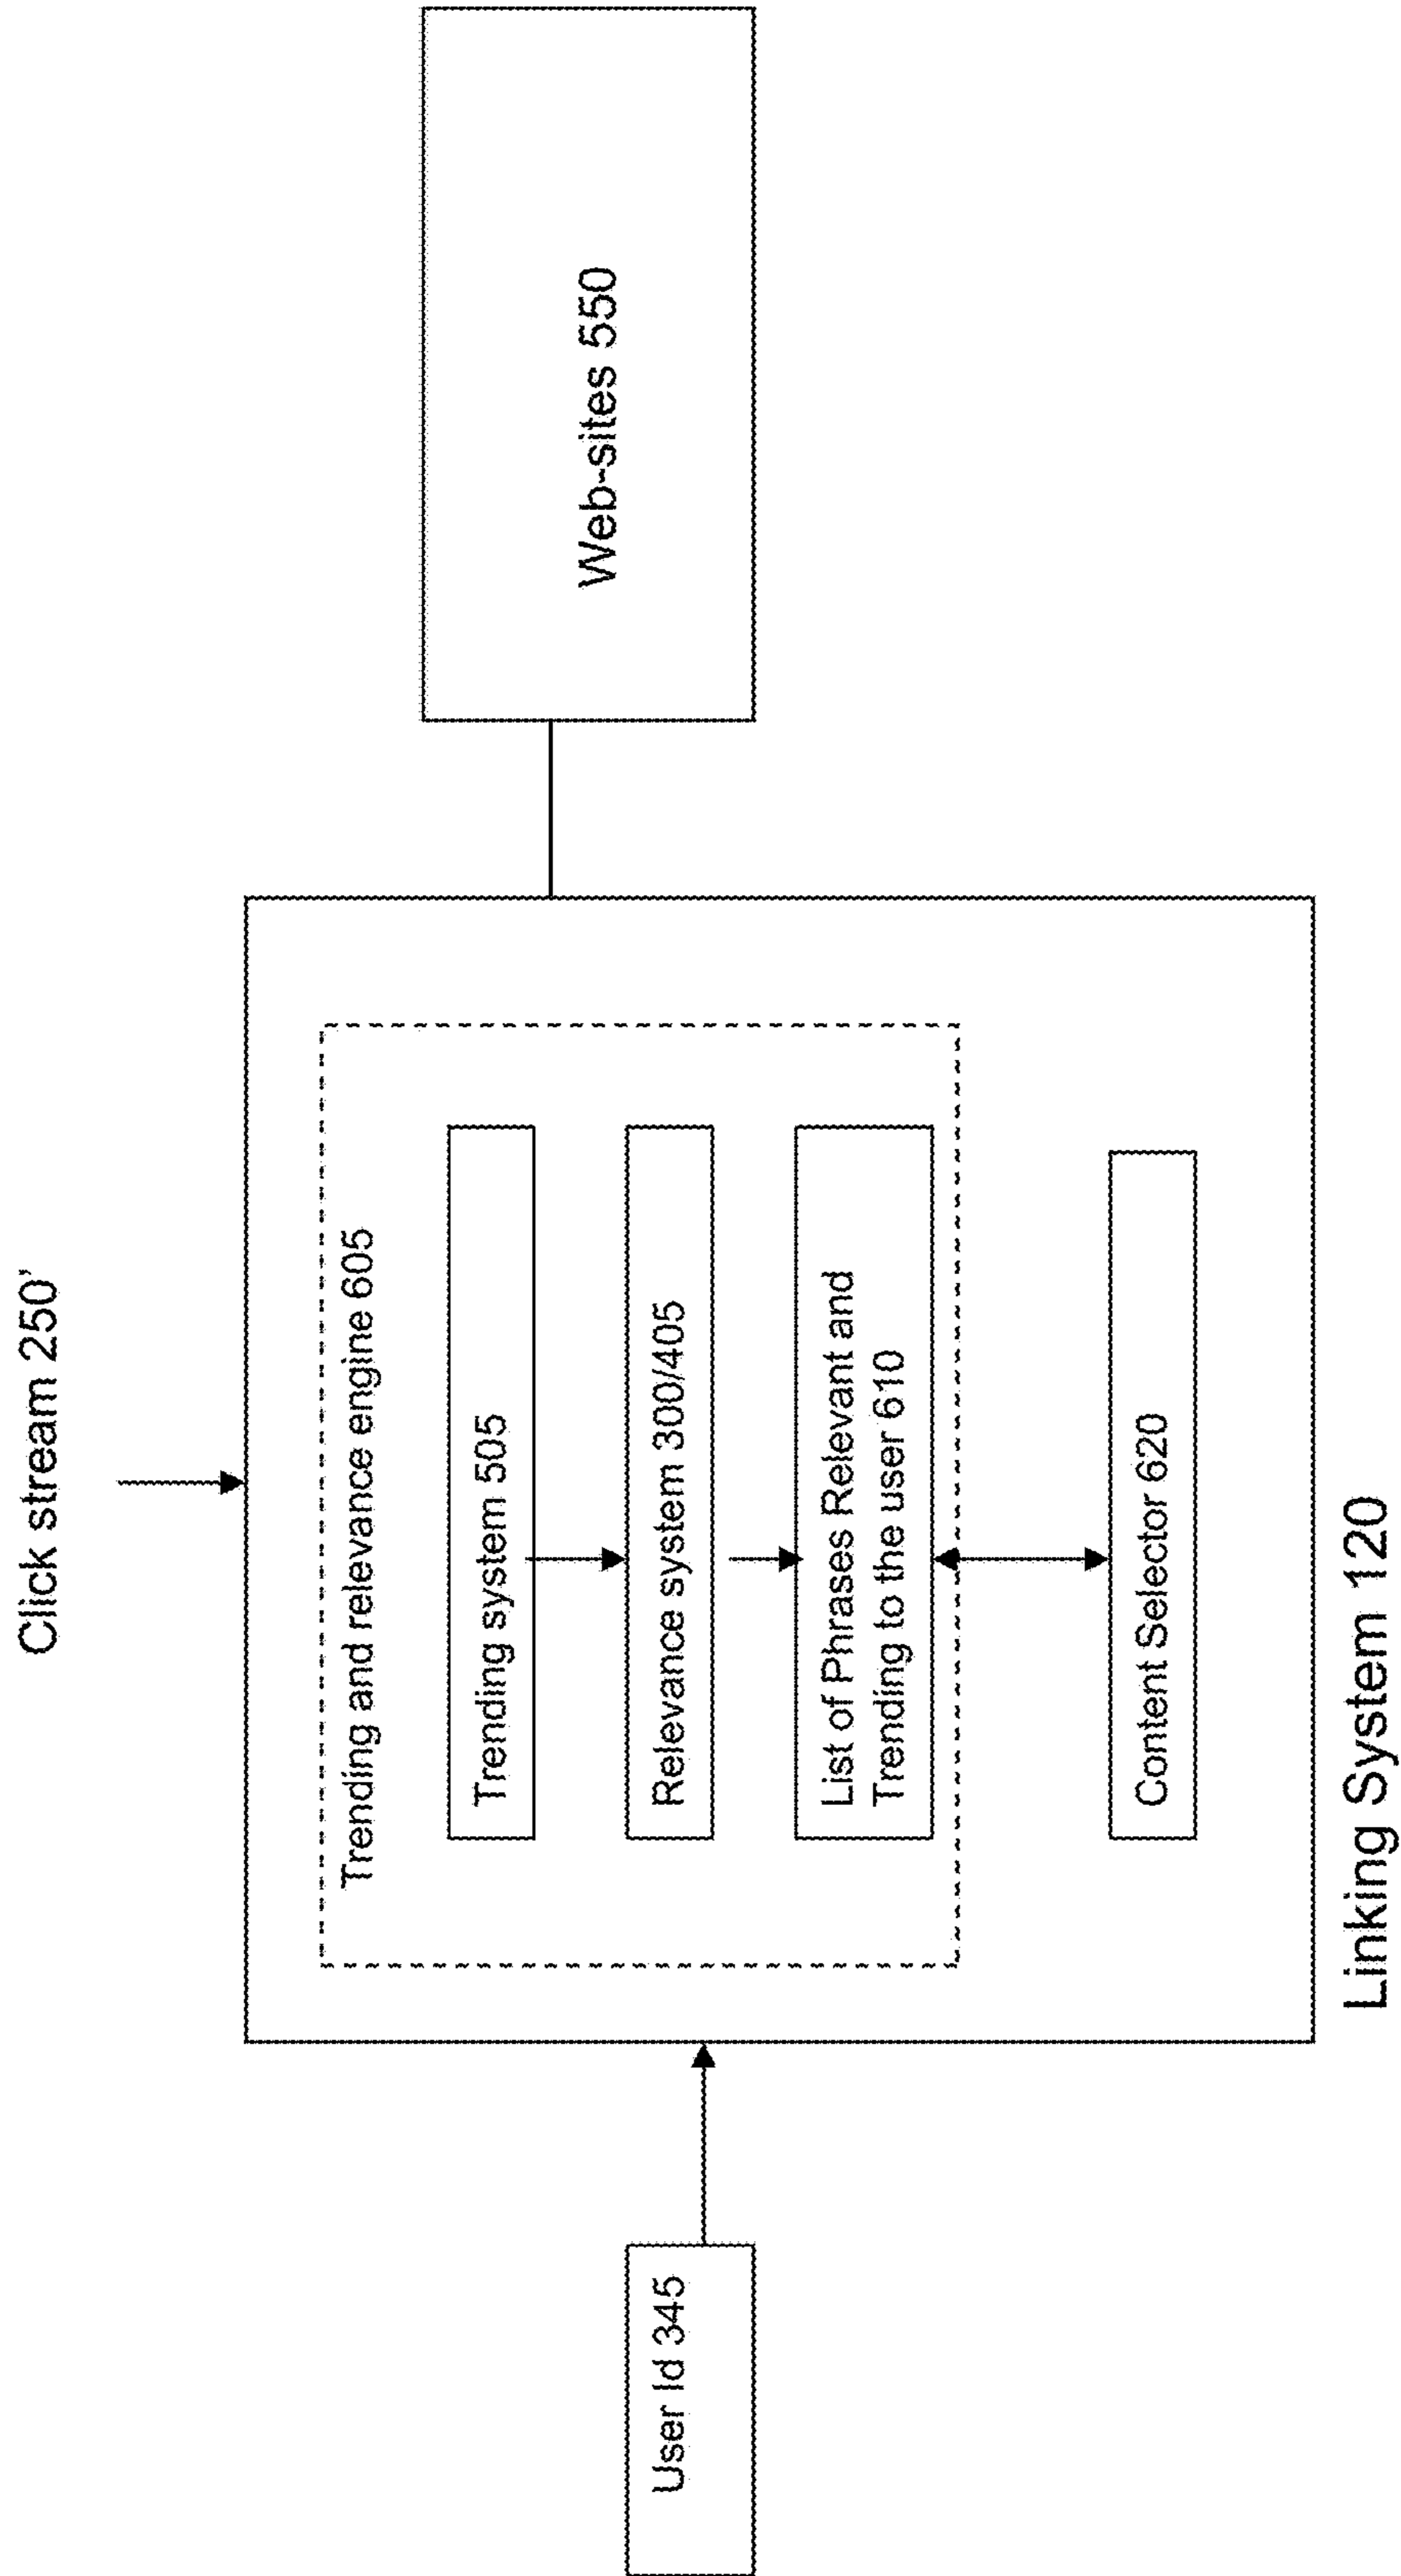 Click stream 250'
Trending and relevance engine 605
Trending system 505
Relevance system 300/405
List of Phrases Relevant and
Trending to the user 610
Content Selector 620
Linking System 120
User Id 345
Web-sites 550